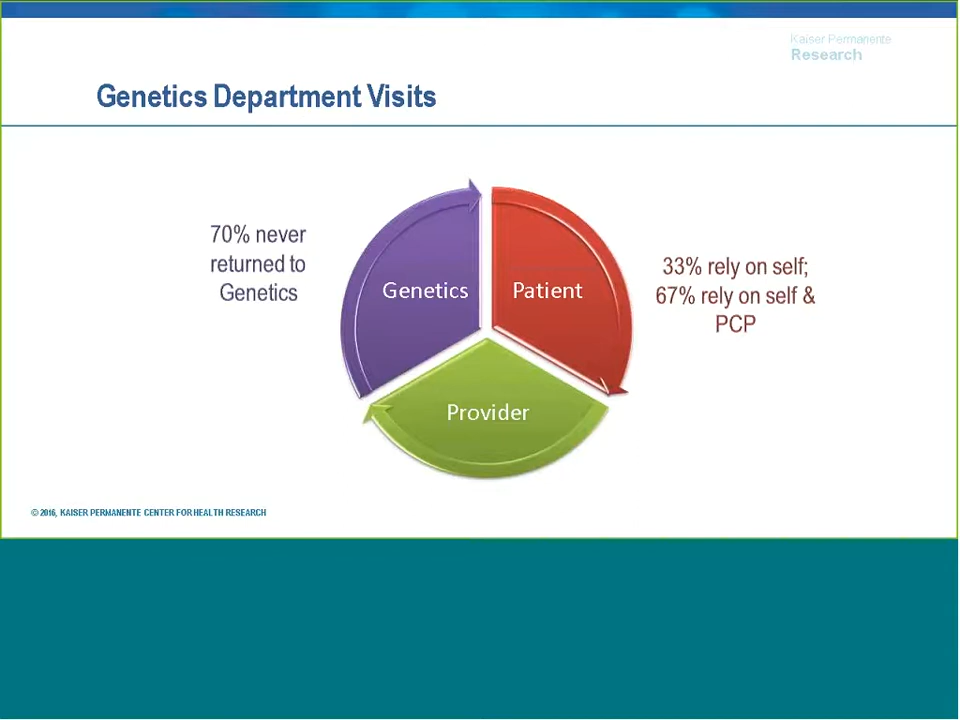 Kaiser Permanente
Research
Genetics Department Visits
70% never
returned to
Genetics
Genetics
Patient
33% rely on self;
67% rely on self &
PCP
Provider
© 2016, KAISER PERMANENTE CENTER FOR HEALTH RESEARCH